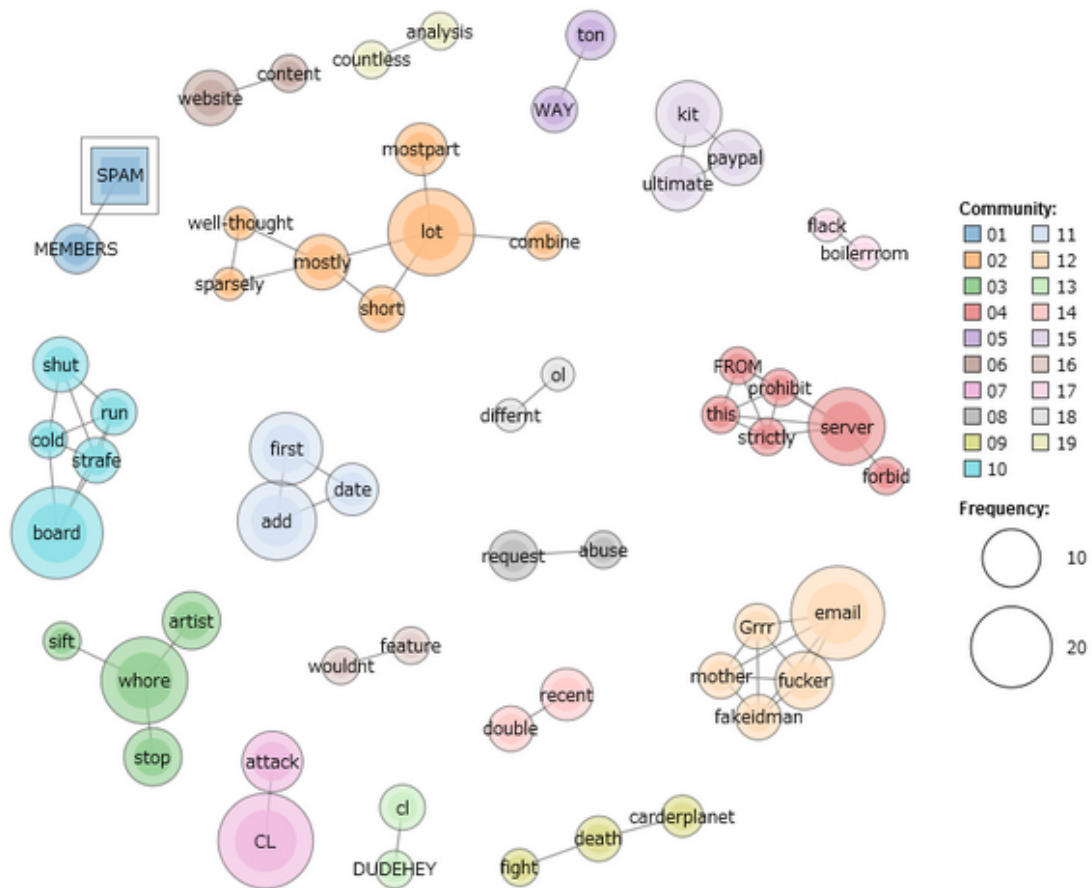 analysis
ton
countless
content
website
WAY
kit
mostpart
paypal
SPAM
ultimate
well-thought
lot
flack
MEMBERS
combine
boilerrrom
mostly
sparsely
short
Community:
01 11
02 12
03 13
04 14
05 15
06 16
07 17
08 18
09 19
10
shut
ol
FROM
prohibit
run
differnt
this
cold
first
server
strategy
strictly
strafe
date
forbid
board
add
Frequency:
10
20
request
abuse
artist
email
sift
Grrr
feature
wouldnt
whore
mother
fucker
recent
fakeidman
double
stop
attack
cl
carderplanet
CL
death
DUDEHEY
fight